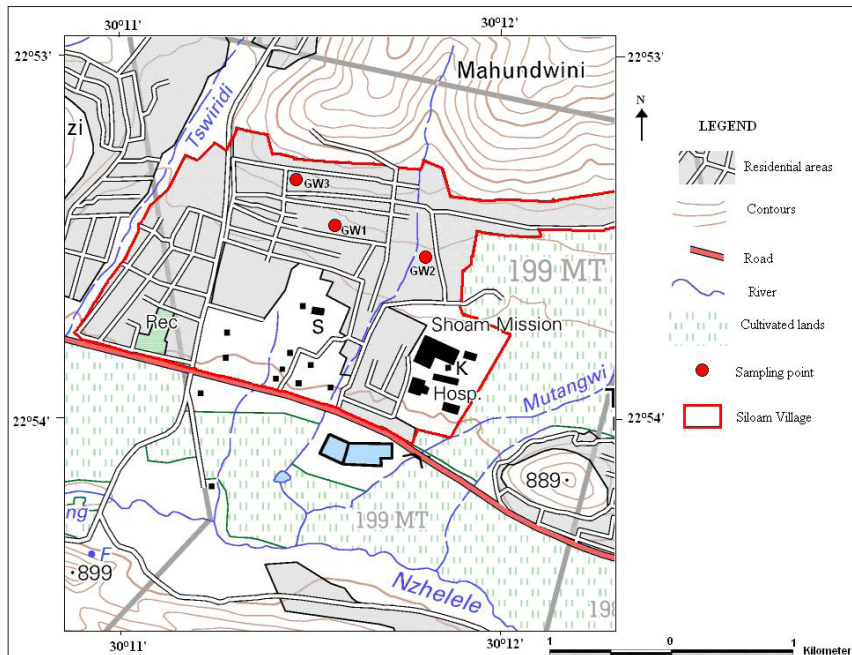 30°11'
30°12'
22°53'
22°53'
Mahundwini
Tswiridi
zi
N
LEGEND
Residential areas
Contours
Road
River
Cultivated lands
Sampling point
Siloam Village
GW3
GW1
GW2
199 MT
Rec
S
Shoam Mission
K
Hosp.
Mutangwi
22°54'
22°54'
889
199 MT
ng
F
899
Nzhelele
198
30°11'
30°12'
1
0
1
Kilometer